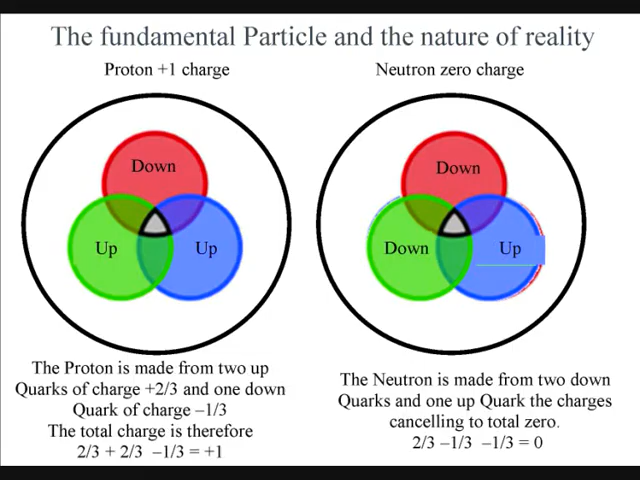 The fundamental Particle and the nature of reality
Proton +1 charge
Down
Up
Up
The Proton is made from two up
Quarks of charge +2/3 and one down
Quark of charge –1/3
The total charge is therefore
2/3 + 2/3 –1/3 = +1
Neutron zero charge
Down
Down
Up
The Neutron is made from two down
Quarks and one up Quark the charges
cancelling to total zero.
2/3 –1/3 –1/3 = 0